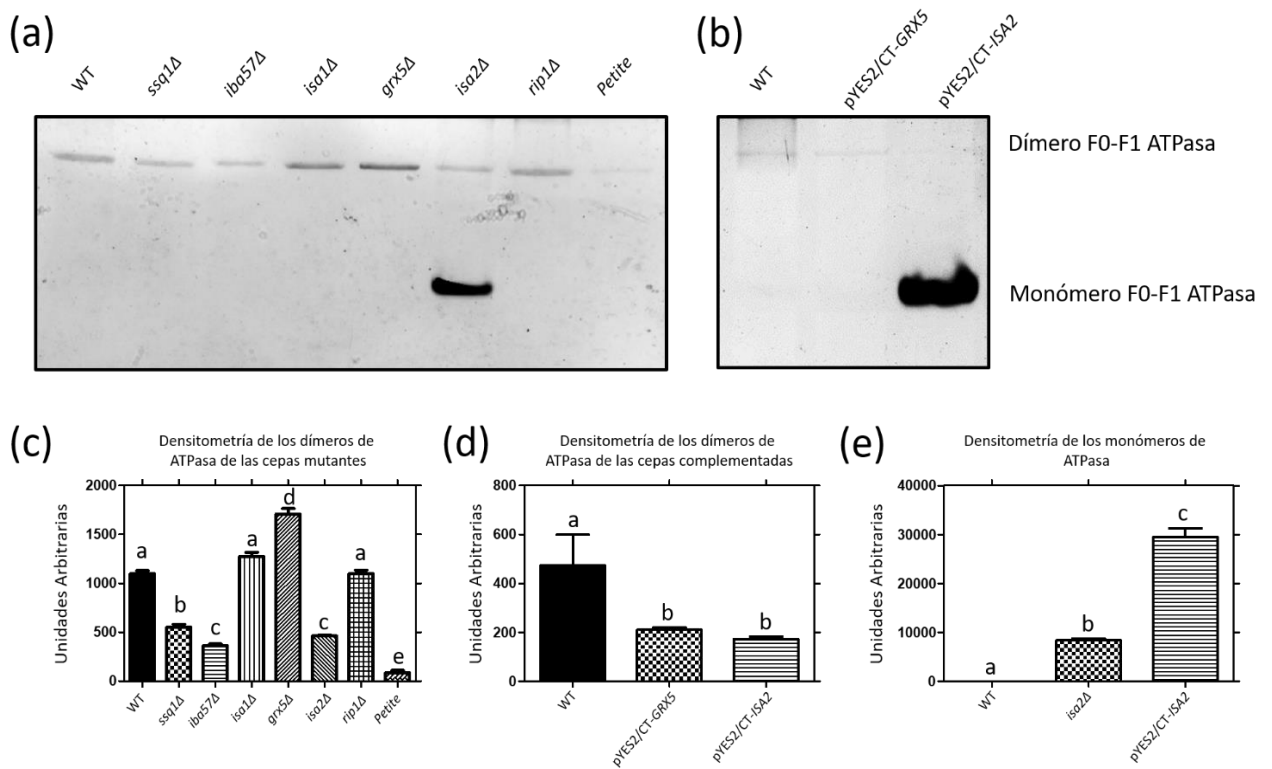 (a)
WT
ssq1Δ
iba57Δ
isa1Δ
grx5Δ
isa2Δ
rip1Δ
Petite
(b)
WT
pYES2/CT-GRX5
pYES2/CT-ISA2
Dímero F0-F1 ATPasa
Monómero F0-F1 ATPasa
(c)
Densitometría de los dímeros de
ATPasa de las cepas mutantes
Unidades Arbitrarias
2000
1500
1000
500
0
a
b
c
a
d
c
a
e
WT
ssq1Δ
iba57Δ
isa1Δ
grx5Δ
isa2Δ
rip1Δ
Petite
(d)
Densitometría de los dímeros de
ATPasa de las cepas complementadas
Unidades Arbitrarias
800
600
400
200
0
a
b
b
WT
pYES2/CT-GRX5
pYES2/CT-ISA2
(e)
Densitometría de los monómeros de
ATPasa
Unidades Arbitrarias
40000
30000
20000
10000
0
a
b
c
WT
isa2Δ
pYES2/CT-ISA2